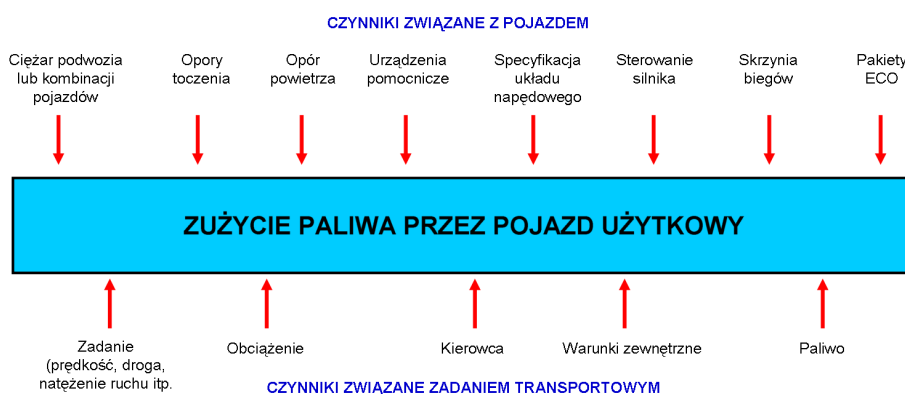 CZYNNIKI ZWIĄZANE Z POJAZDEM
Ciężar podwozia
lub kombinacji
pojazdów
Opory
toczenia
Opór
powietrza
Urządzenia
pomocnicze
Specyfikacja
układu
napędowego
Sterowanie
silnika
Skrzynia
biegów
Pakiety
ECO
ZUŻYCIE PALIWA PRZEZ POJAZD UŻYTKOWY
Zadanie
(prędkość, droga,
natężenie ruchu itp.
Obciążenie
Kierowca
Warunki zewnętrzne
Paliwo
CZYNNIKI ZWIĄZANE ZADANIEM TRANSPORTOWYM